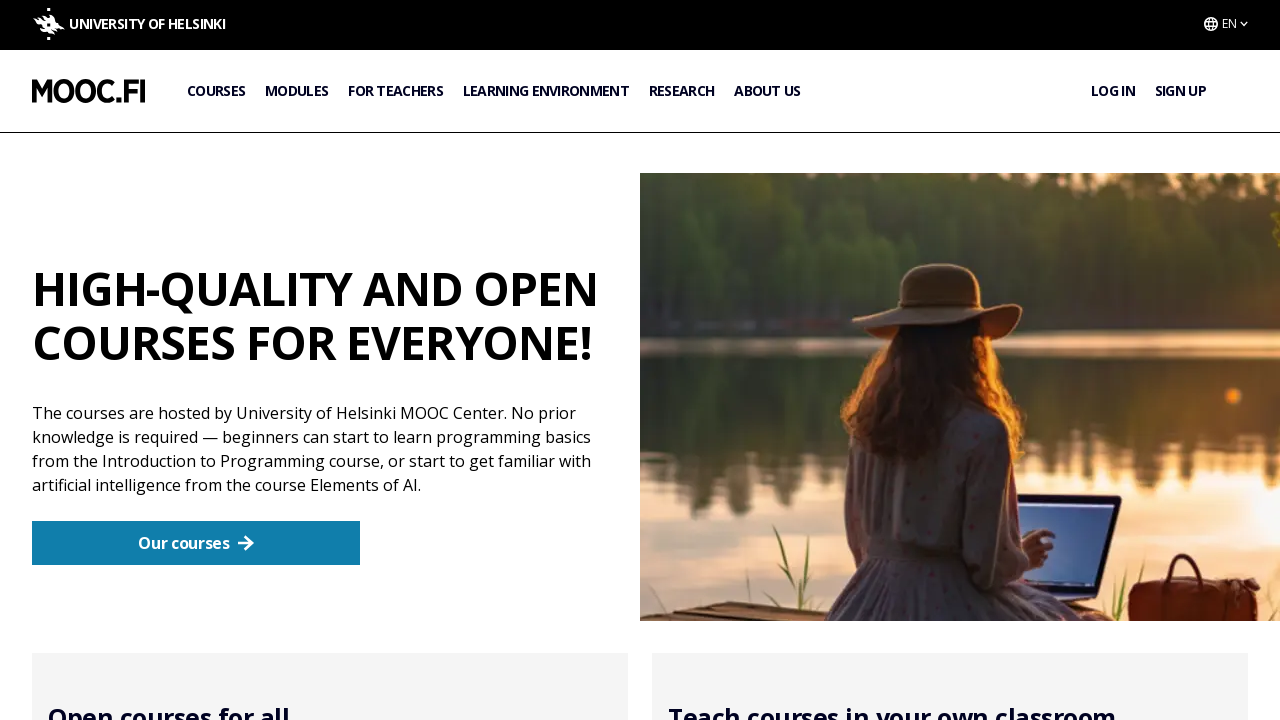 UNIVERSITY OF HELSINKI
EN
MOOC.FI
COURSES MODULES FOR TEACHERS LEARNING ENVIRONMENT RESEARCH ABOUT US
LOG IN SIGN UP
HIGH-QUALITY AND OPEN
COURSES FOR EVERYONE!
The courses are hosted by University of Helsinki MOOC Center. No prior
knowledge is required — beginners can start to learn programming basics
from the Introduction to Programming course, or start to get familiar with
artificial intelligence from the course Elements of AI.
Our courses
Open courses for all
Teach courses in your own classroom